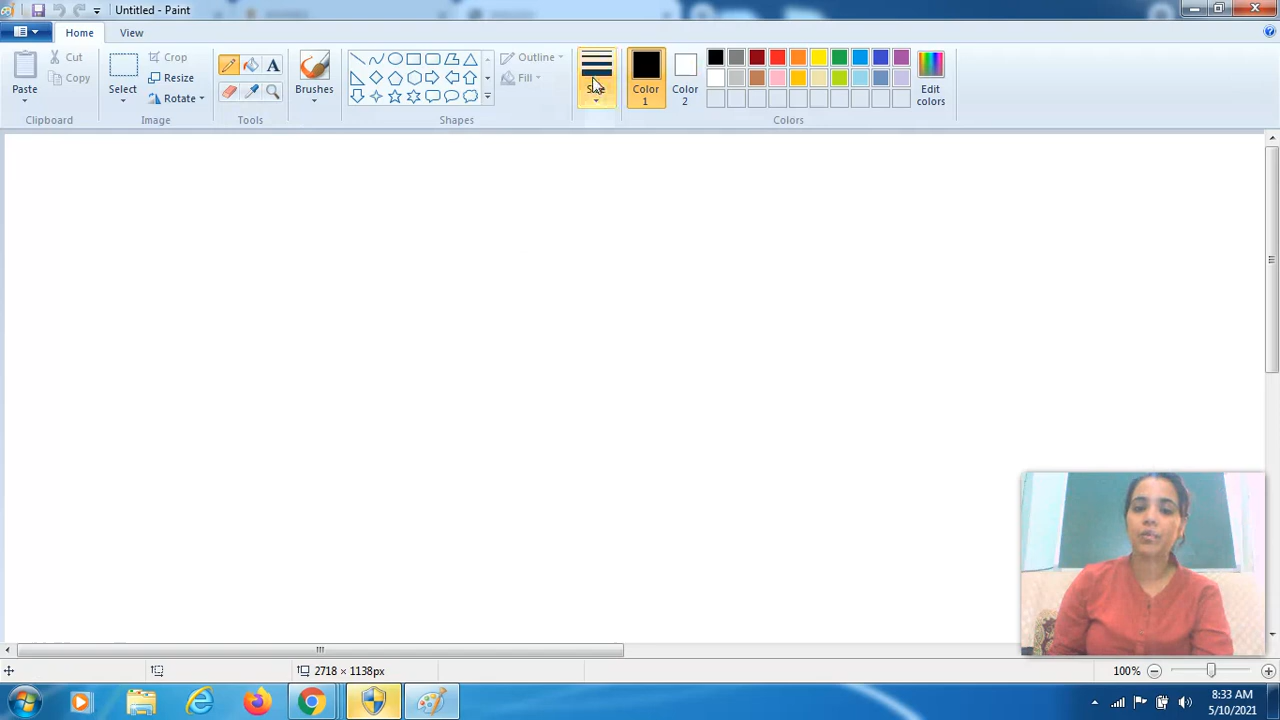 Untitled - Paint
Home View
Paste
Cut
Copy
Clipboard
Select
Crop
Resize
Rotate
Image
Tools
Brushes
Shapes
Outline
Fill
Color 1
Color 2
Edit colors
Colors
2718 × 1138px
100%
8:33 AM
5/10/2021